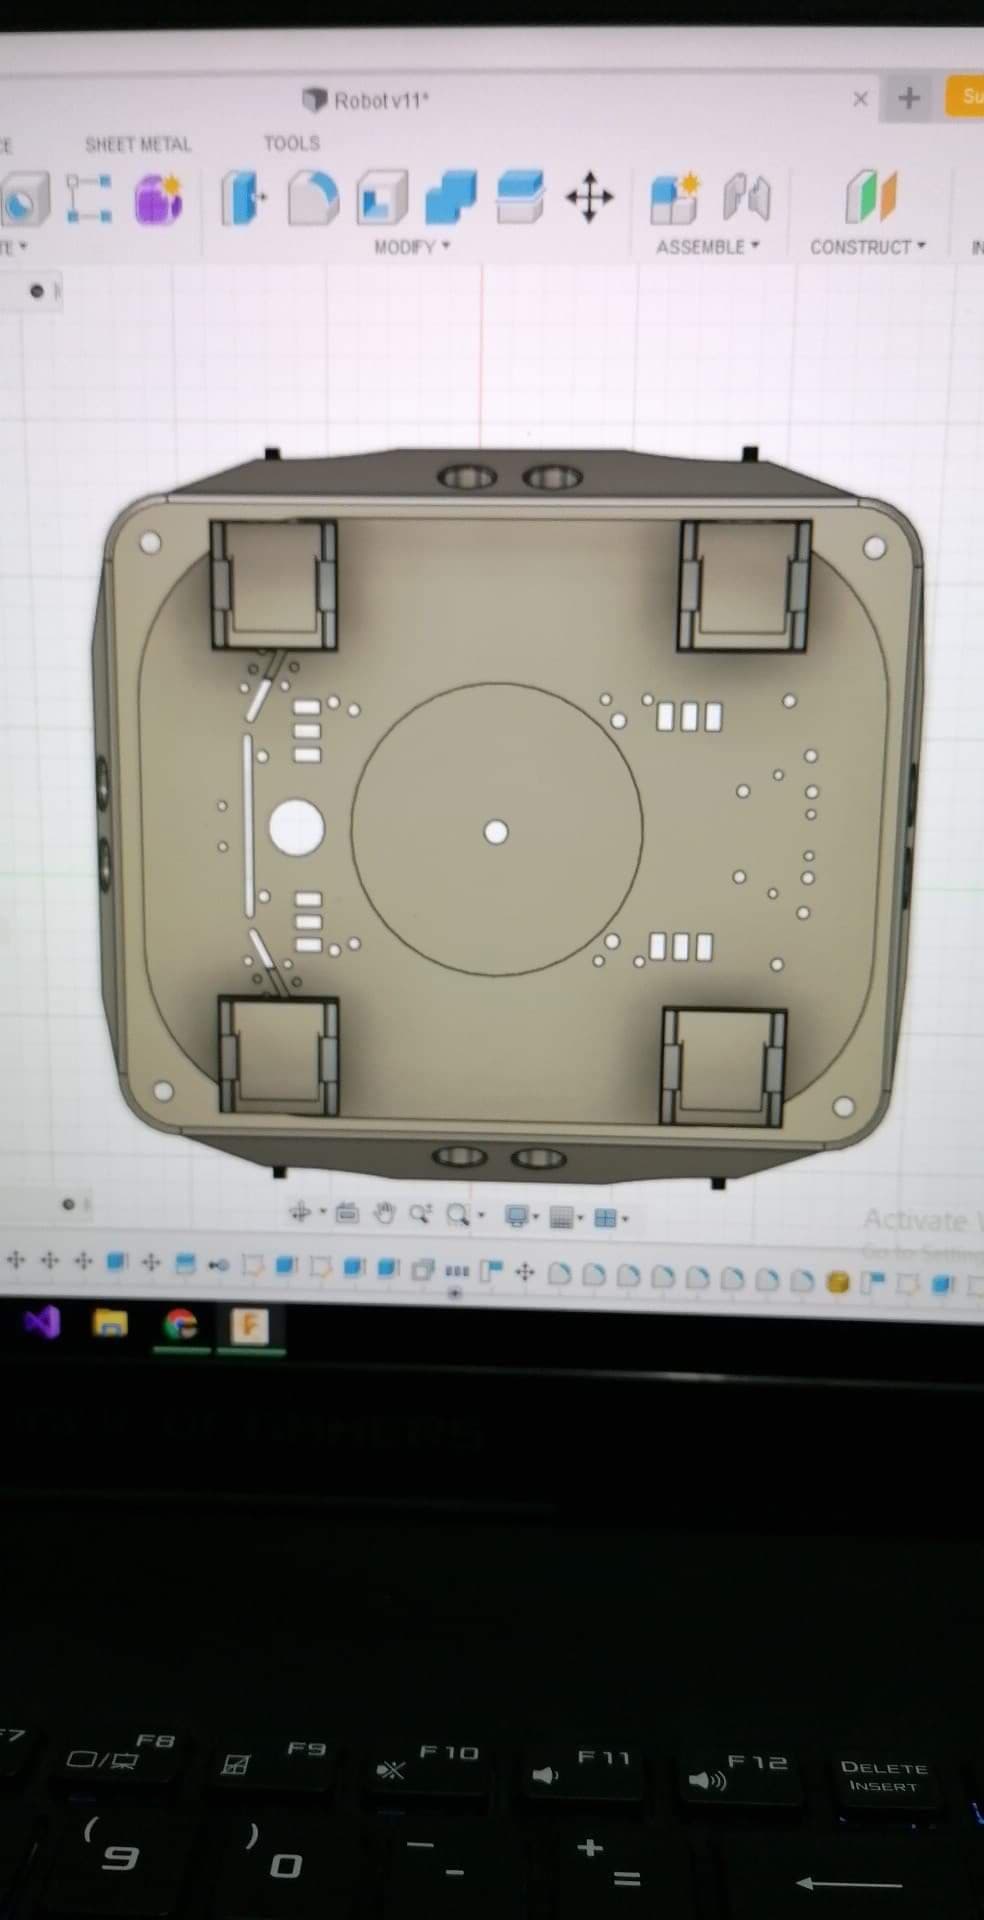 Robot v11*
Su
CE
SHEET METAL
TOOLS
TE
MODIFY
ASSEMBLE
CONSTRUCT
IN
Activate
Go to Setting
F7
F8
F9
F10
F11
F12
DELETE
INSERT
(
9
)
0
—
-
+
=